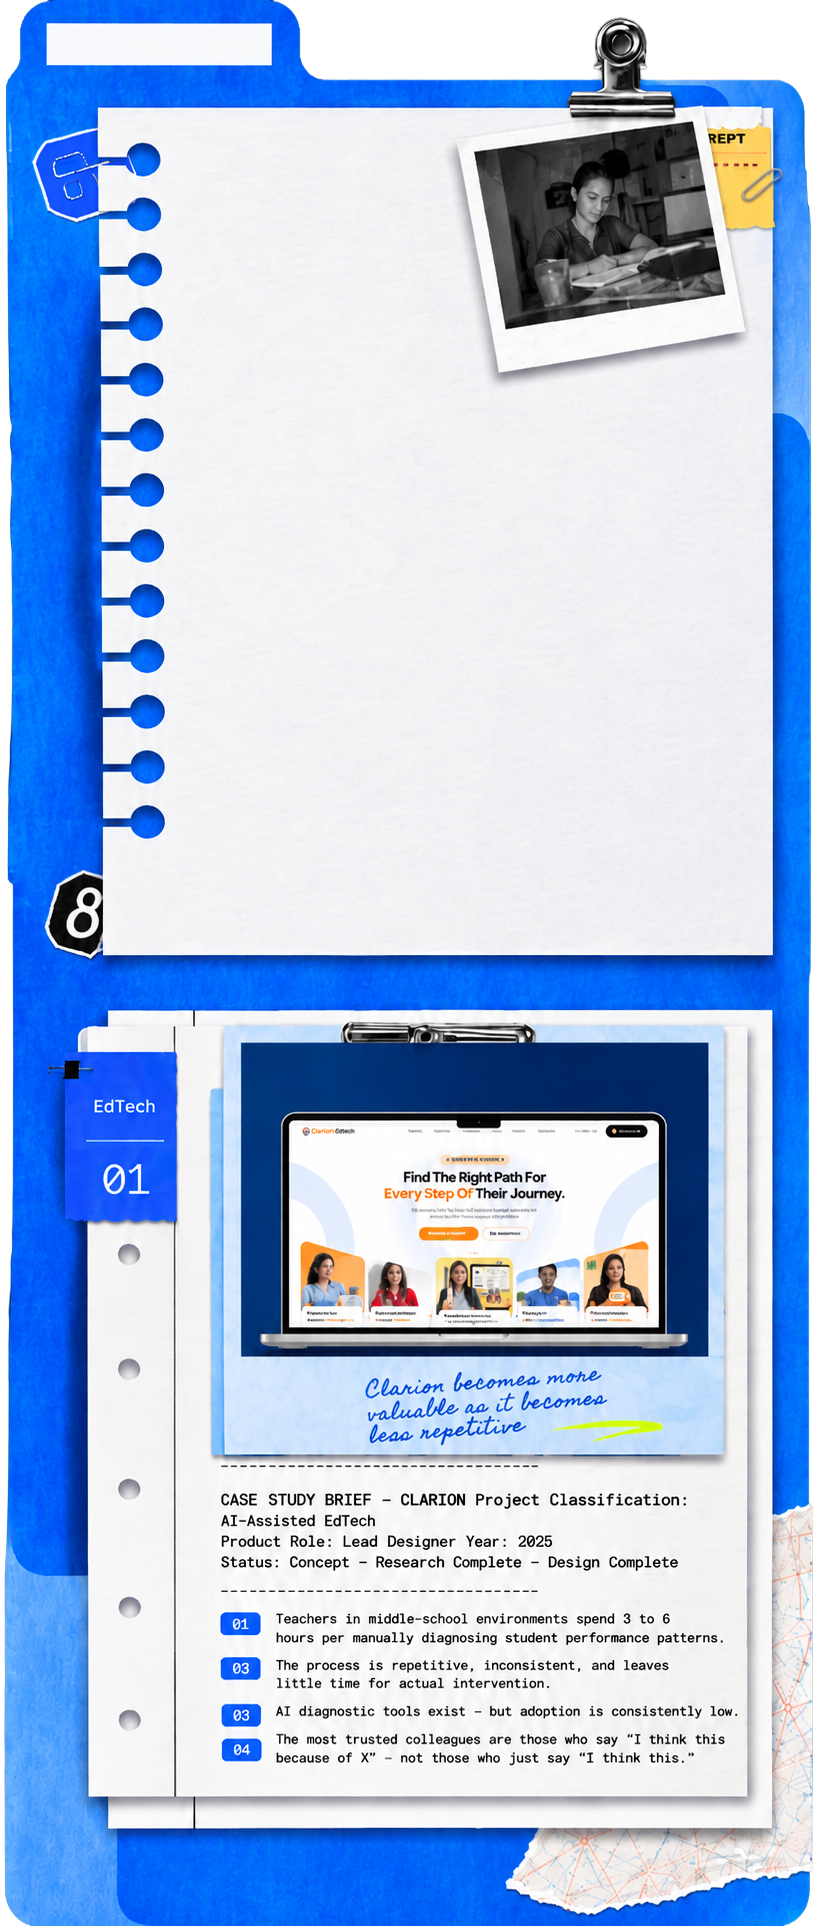 REPT
8
EdTech
01
Clarion Edtech
Find The Right Path For
Every Step Of Their Journey.
Clarion becomes more
valuable as it becomes
less repetitive
----------------------------------
CASE STUDY BRIEF – CLARION Project Classification:
AI-Assisted EdTech
Product Role: Lead Designer Year: 2025
Status: Concept – Research Complete – Design Complete
----------------------------------
01 Teachers in middle-school environments spend 3 to 6
hours per manually diagnosing student performance patterns.
03 The process is repetitive, inconsistent, and leaves
little time for actual intervention.
03 AI diagnostic tools exist – but adoption is consistently low.
04 The most trusted colleagues are those who say “I think this
because of X” – not those who just say “I think this.”